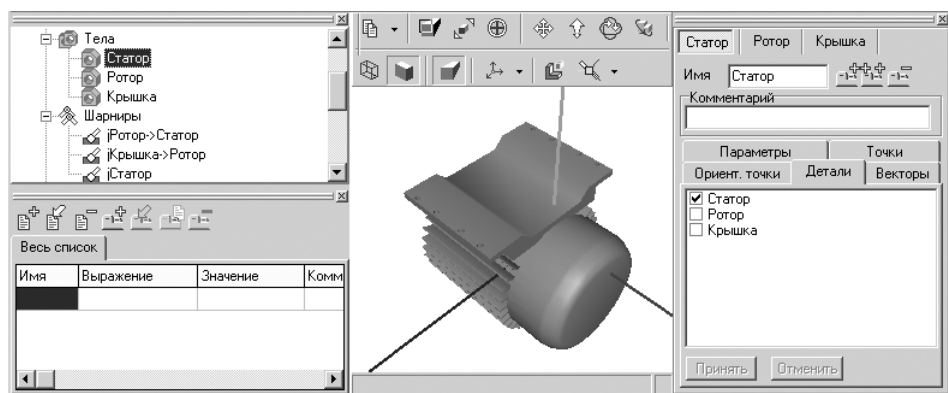 Тела
Статор
Ротор
Крышка
Шарниры
jРотор->Статор
jКрышка->Ротор
jСтатор
Весь список
Имя Выражение Значение Комм
Статор Ротор Крышка
Имя Статор
Комментарий
Параметры Точки
Ориент. точки Детали Векторы
Статор
Ротор
Крышка
Принять Отменить